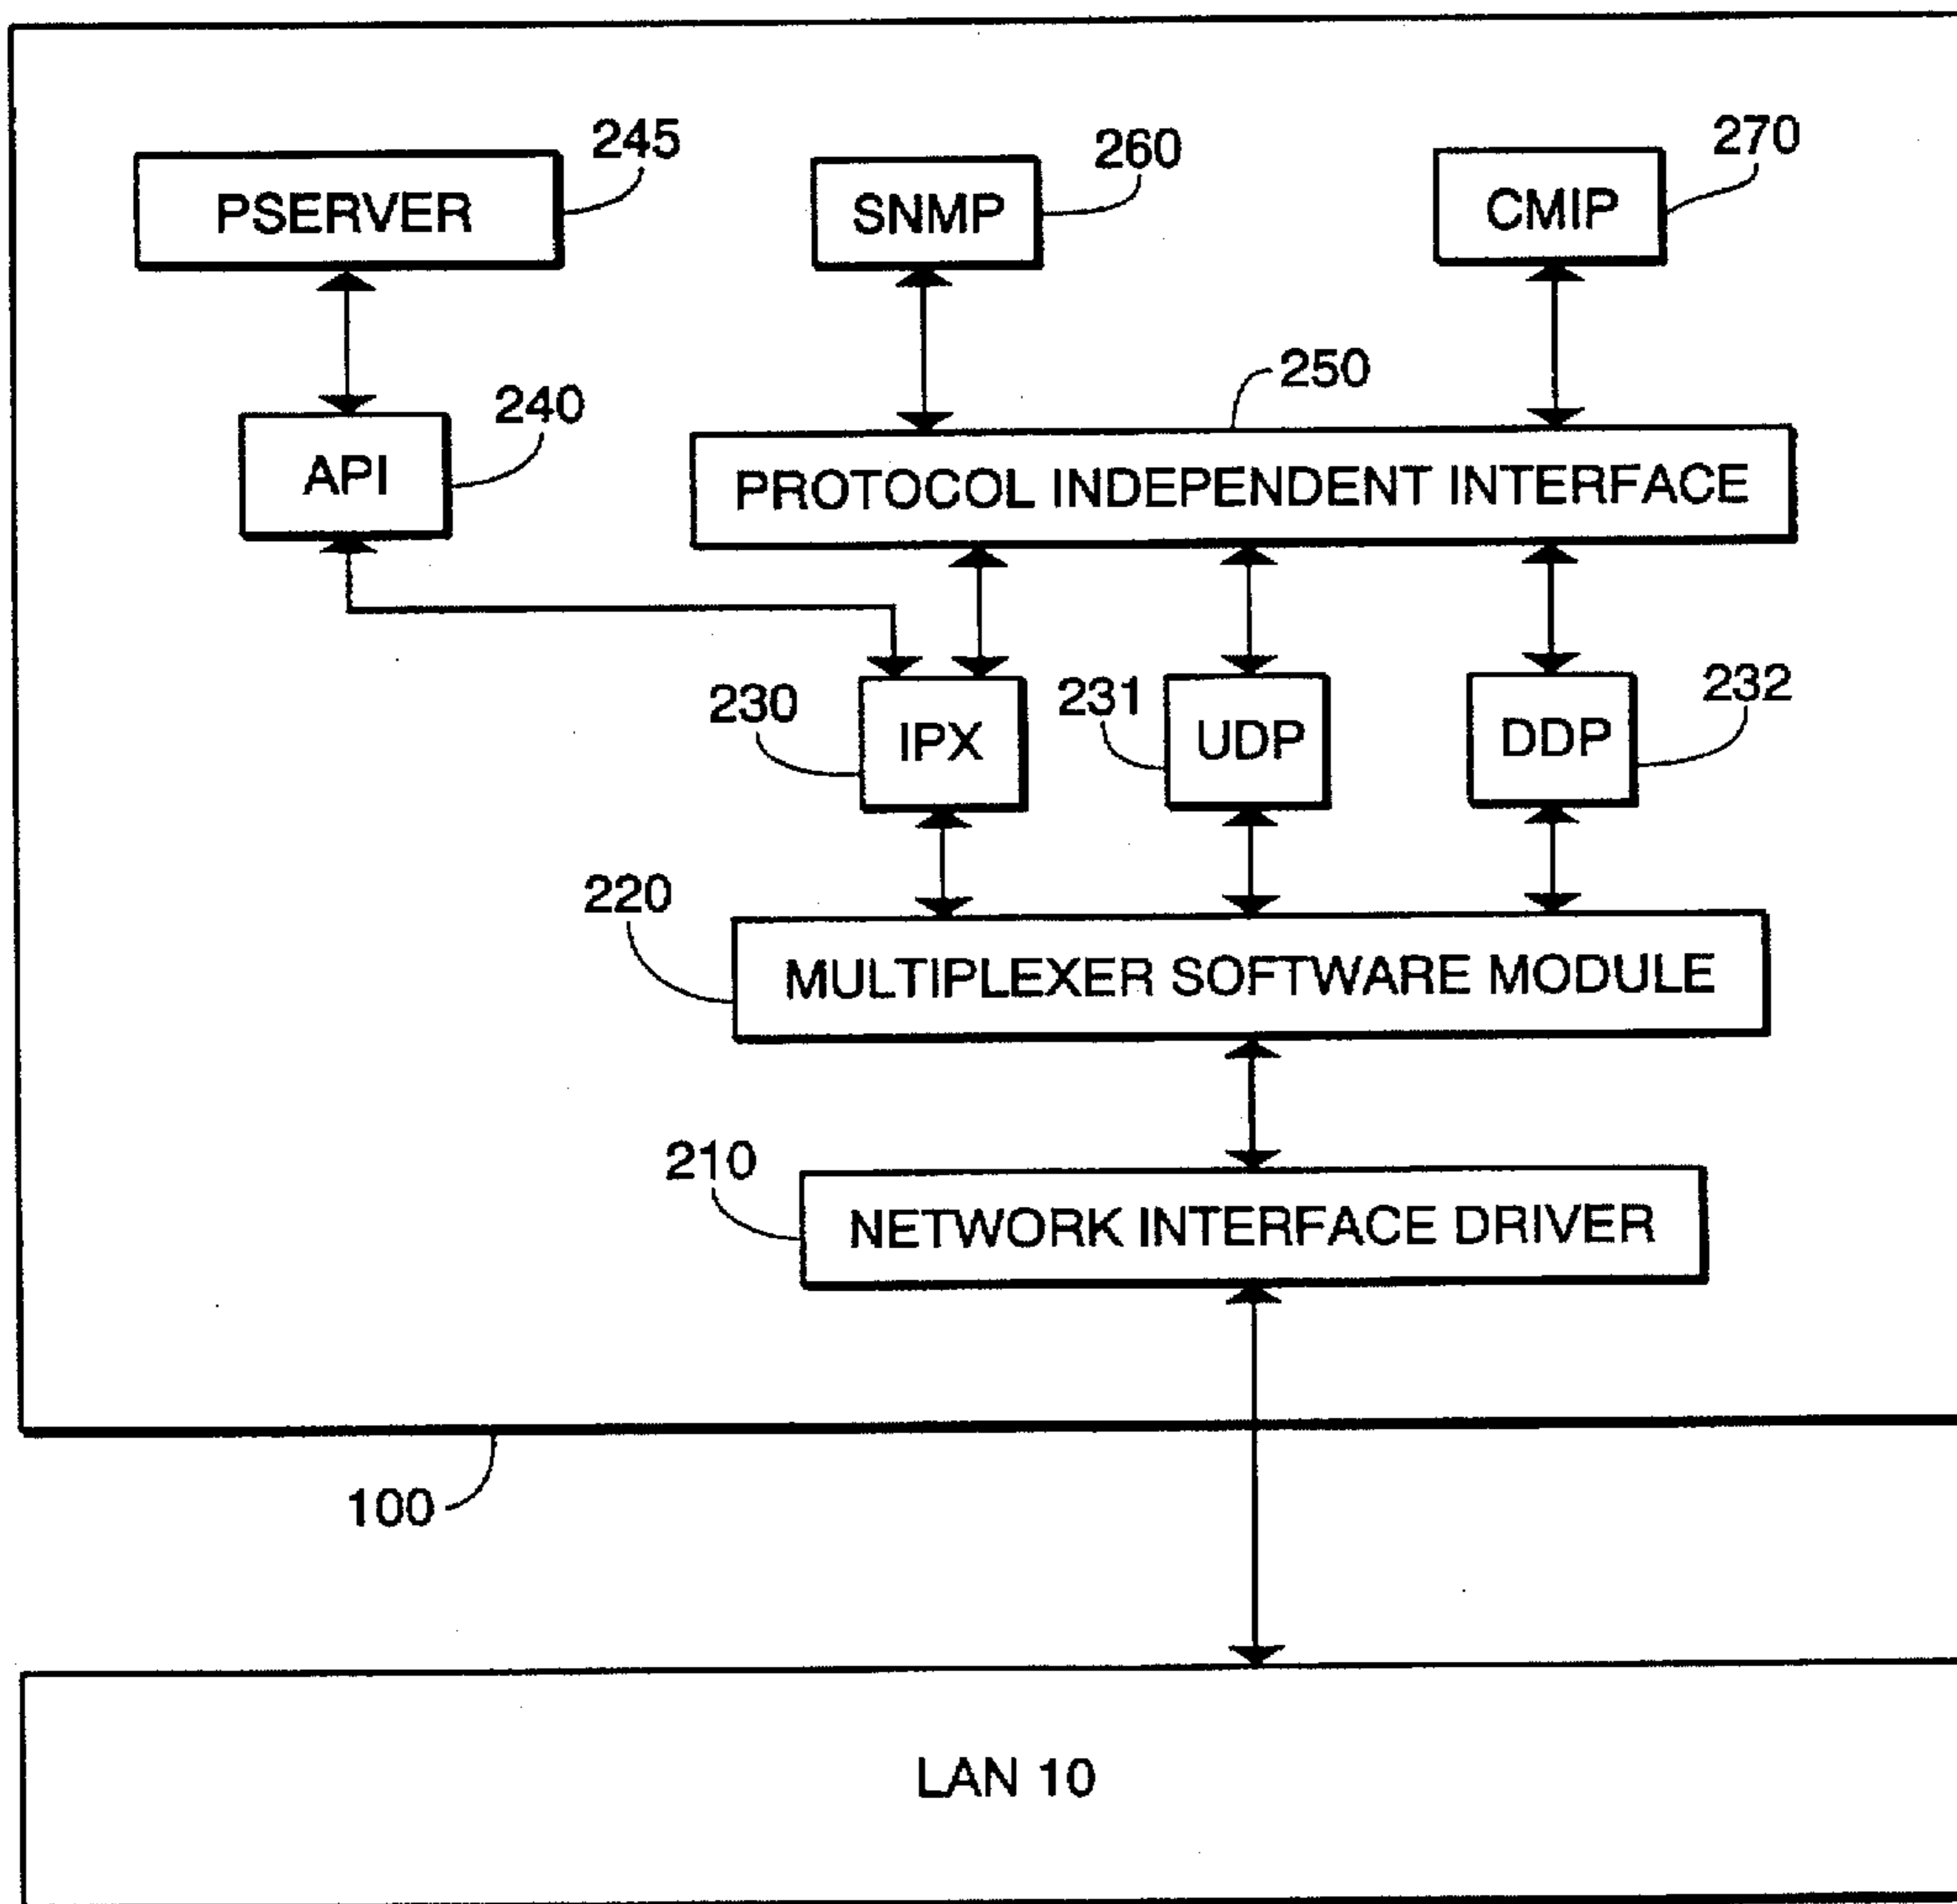 245
260
270
PSERVER
SNMP
CMIP
250
240
API
PROTOCOL INDEPENDENT INTERFACE
230
231
232
IPX
UDP
DDP
220
MULTIPLEXER SOFTWARE MODULE
210
NETWORK INTERFACE DRIVER
100
LAN 10